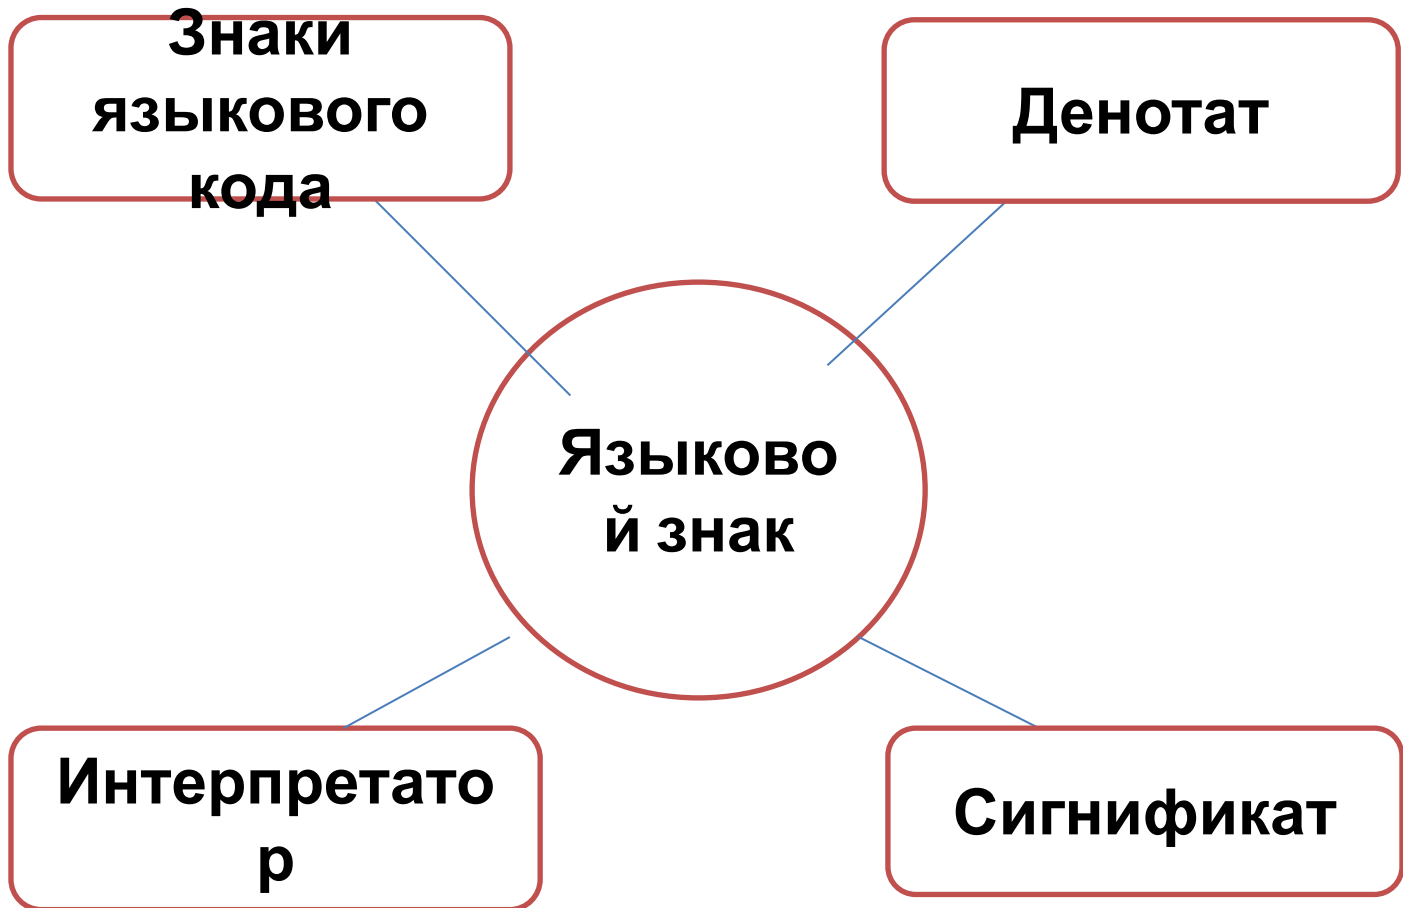 Знаки
языкового
кода
Денотат
Языково
й знак
Интерпретато
р
Сигнификат